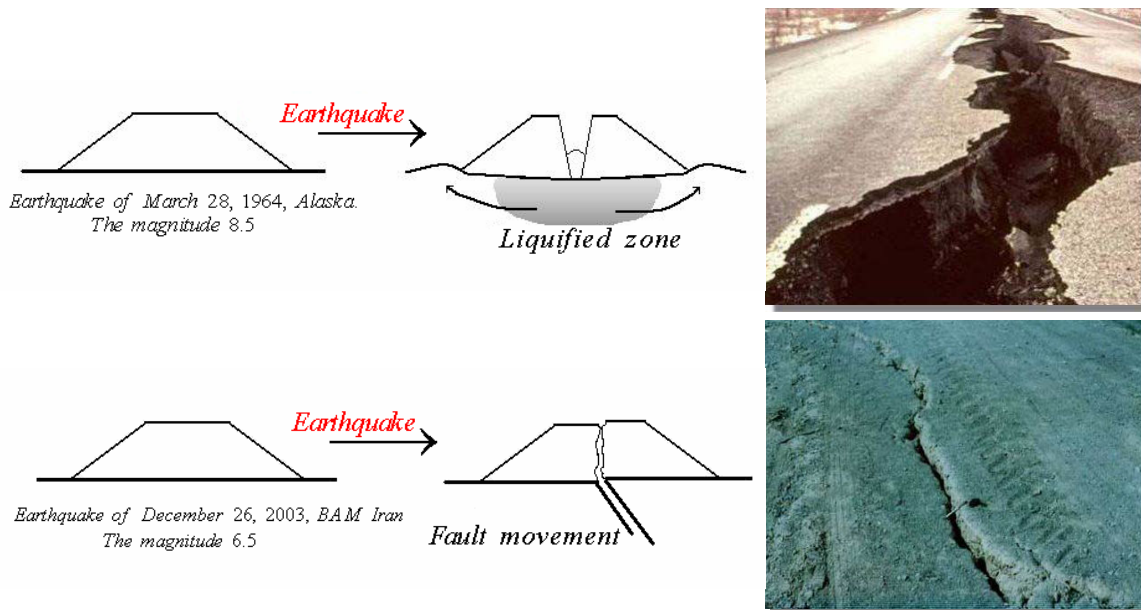 Earthquake
Earthquake of March 28, 1964, Alaska.
The magnitude 8.5
Liquified zone
Earthquake
Earthquake of December 26, 2003, BAM Iran
The magnitude 6.5
Fault movement